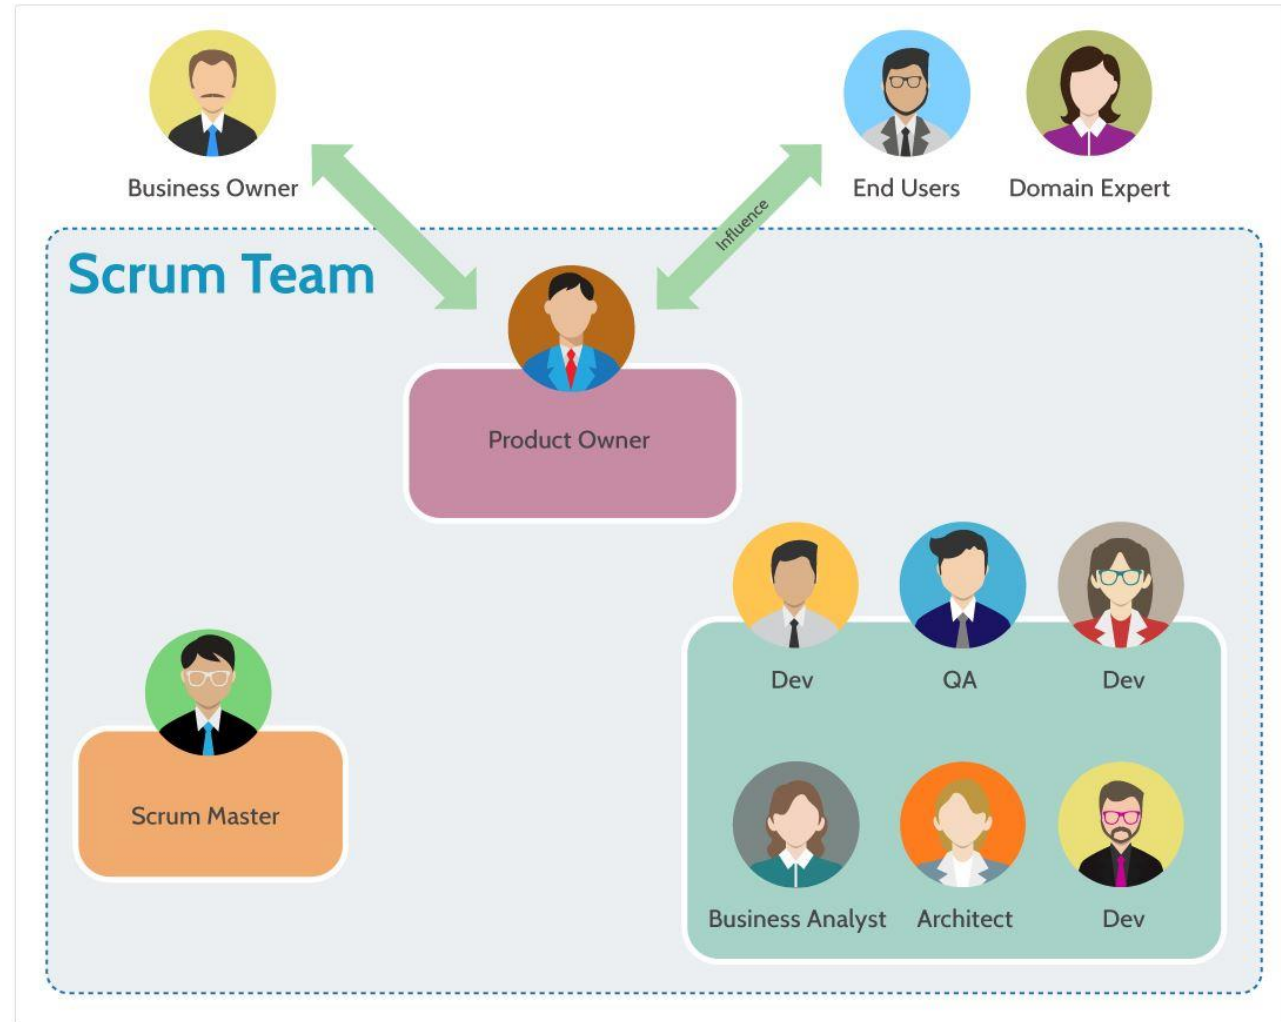 Business Owner
End Users
Domain Expert
Influence
Scrum Team
Product Owner
Dev
QA
Dev
Scrum Master
Business Analyst
Architect
Dev